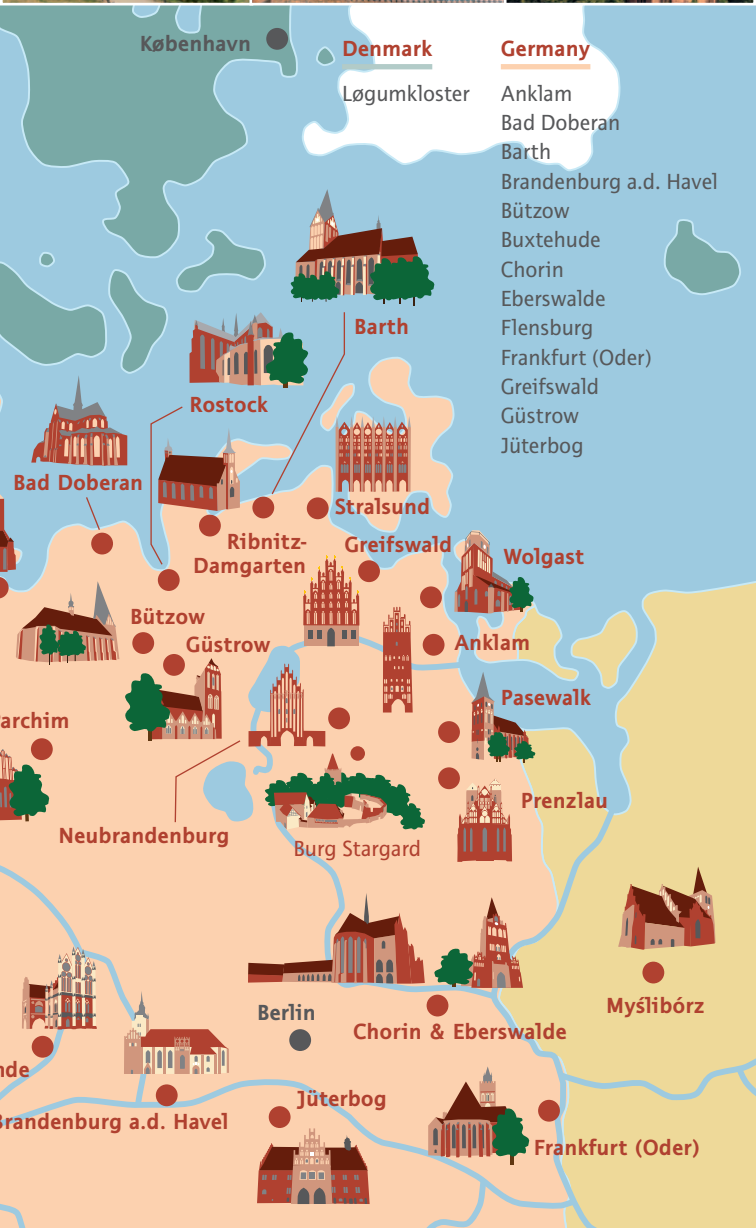 København
Denmark
Løgumkloster
Germany
Anklam
Bad Doberan
Barth
Brandenburg a.d. Havel
Bützow
Buxtehude
Chorin
Eberswalde
Flensburg
Frankfurt (Oder)
Greifswald
Güstrow
Jüterbog
Barth
Rostock
Bad Doberan
Stralsund
Ribnitz-
Damgarten
Greifswald
Wolgast
Bützow
Güstrow
Anklam
Pasewalk
archim
Prenzlau
Neubrandenburg
Burg Stargard
Myślibórz
Berlin
Chorin & Eberswalde
nde
Brandenburg a.d. Havel
Jüterbog
Frankfurt (Oder)